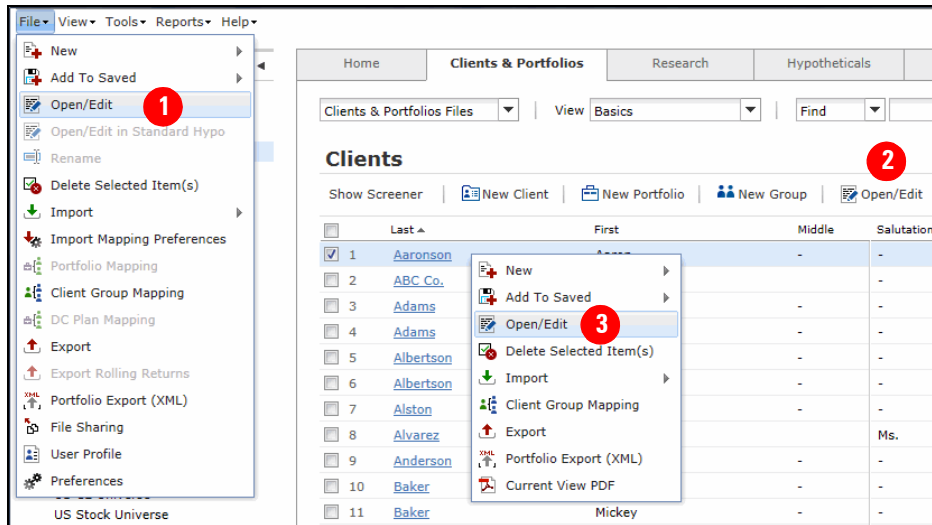 File View Tools Reports Help
New
Add To Saved
Open/Edit 1
Open/Edit in Standard Hypo
Rename
Delete Selected Item(s)
Import
Import Mapping Preferences
Portfolio Mapping
Client Group Mapping
DC Plan Mapping
Export
Export Rolling Returns
XML Portfolio Export (XML)
File Sharing
User Profile
Preferences
US Stock Universe
Home Clients & Portfolios Research Hypotheticals
Clients & Portfolios Files View Basics Find
Clients 2
Show Screener New Client New Portfolio New Group Open/Edit
Last First Middle Salutation
1 Aaronson - -
2 ABC Co. -
3 Adams - -
4 Adams - -
5 Albertson - -
6 Albertson - -
7 Alston - -
8 Alvarez Ms.
9 Anderson - -
10 Baker - -
11 Baker Mickey - -
New
Add To Saved
Open/Edit 3
Delete Selected Item(s)
Import
Client Group Mapping
Export
XML Portfolio Export (XML)
Current View PDF